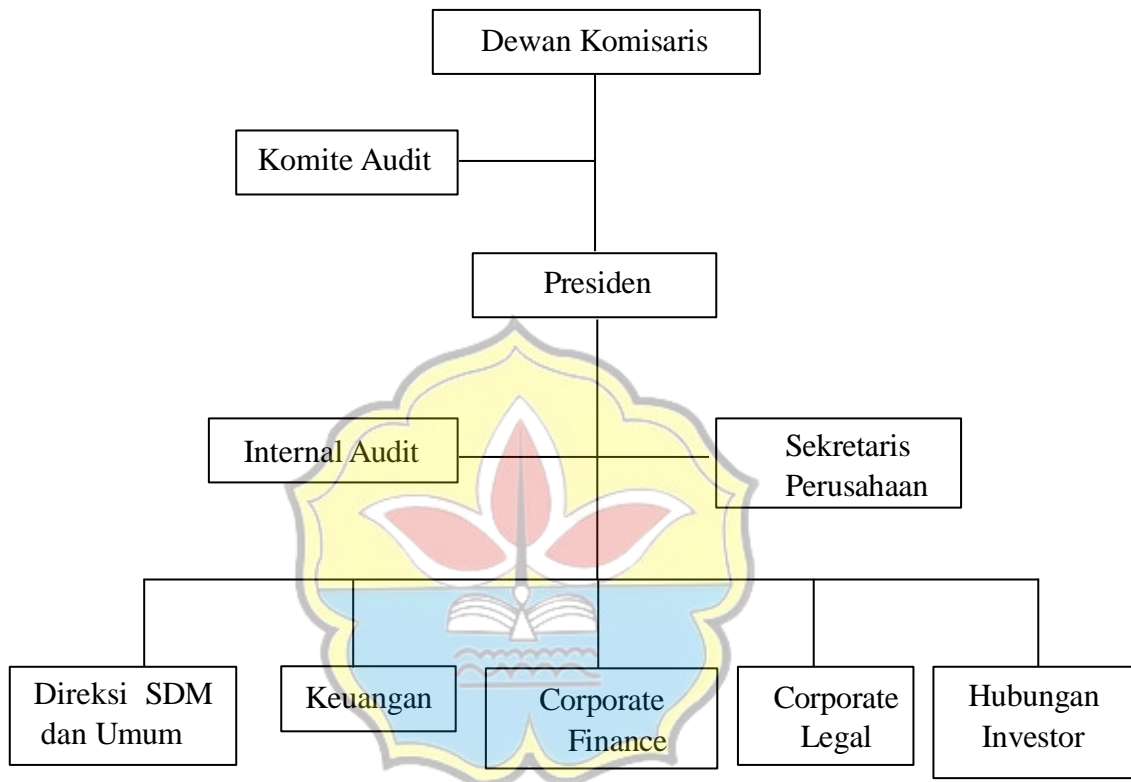 Dewan Komisaris
Komite Audit
Presiden
Internal Audit
Sekretaris
Perusahaan
Direksi SDM
dan Umum
Keuangan
Corporate
Finance
Corporate
Legal
Hubungan
Investor